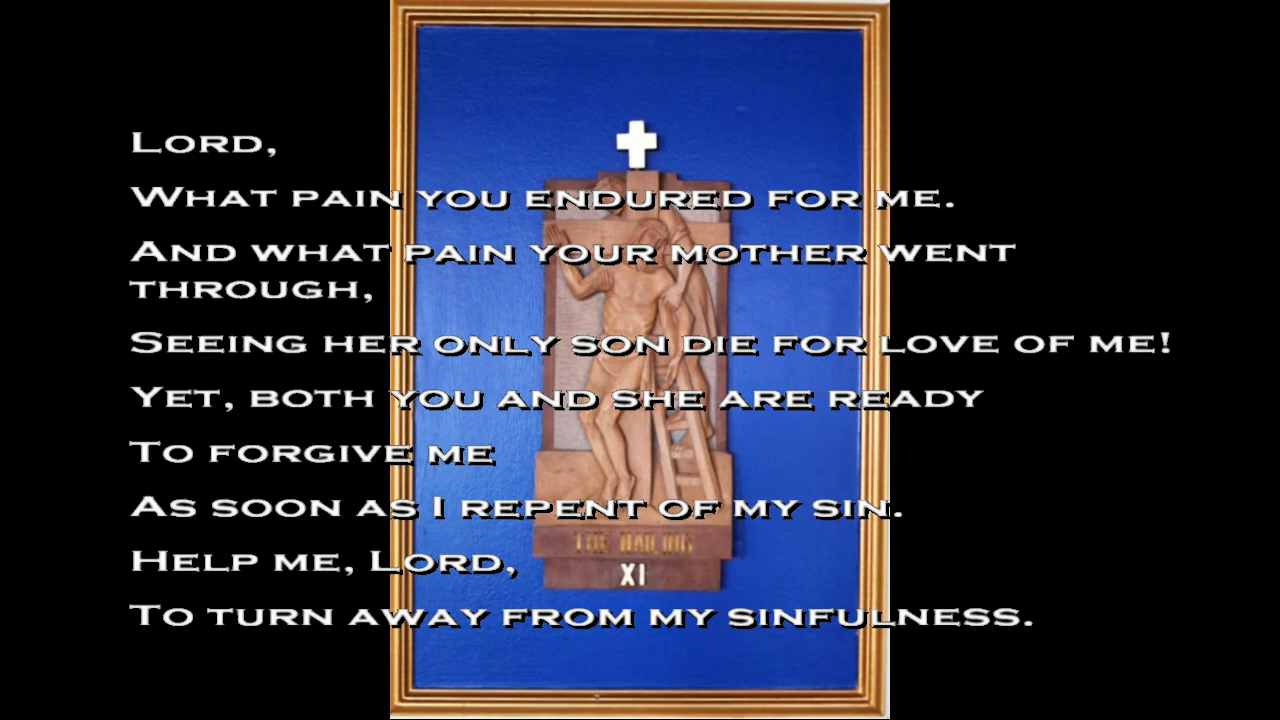 Lord,
What pain you endured for me.
And what pain your mother went
through,
Seeing her only son die for love of me!
Yet, both you and she are ready
To forgive me
As soon as I repent of my sin.
The Nailing
Help me, Lord,
XI
To turn away from my sinfulness.